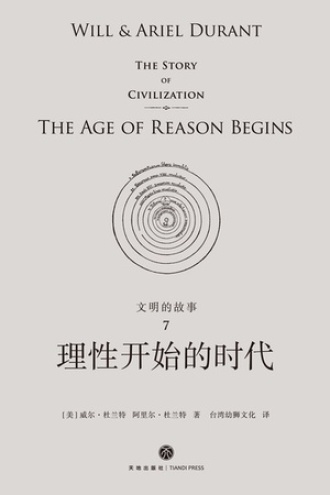 WILL & ARIEL DURANT
THE STORY
OF
CIVILIZATION
THE AGE OF REASON BEGINS
文明的故事
7
理性开始的时代
[美]威尔·杜兰特 阿里尔·杜兰特 著 台湾幼狮文化 译
天地出版社 | TIANDI PRESS